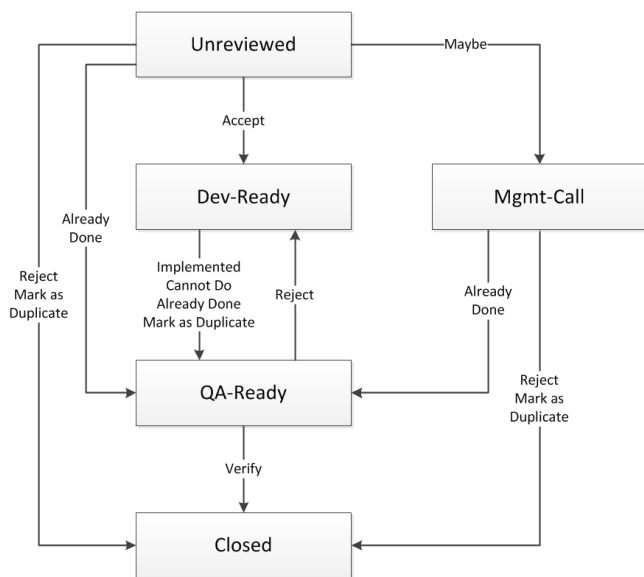 Unreviewed
Maybe
Accept
Dev-Ready
Mgmt-Call
Already
Done
Reject
Mark as
Duplicate
Implemented
Cannot Do
Already Done
Mark as Duplicate
Reject
Already
Done
QA-Ready
Reject
Mark as
Duplicate
Verify
Closed